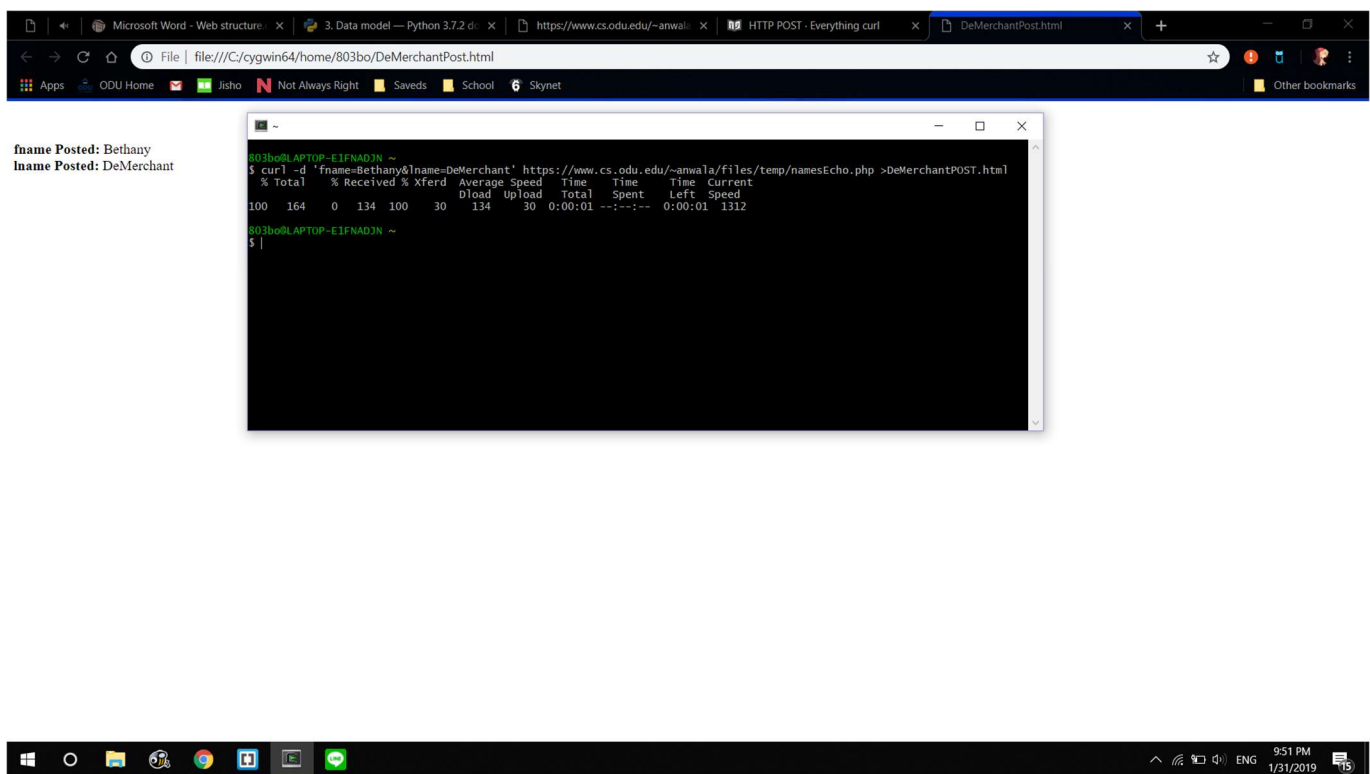 Microsoft Word - Web structure.
3. Data model — Python 3.7.2 do
https://www.cs.odu.edu/~anwala
HTTP POST · Everything curl
DeMerchantPost.html
File | file:///C:/cygwin64/home/803bo/DeMerchantPost.html
Apps ODU Home Jisho Not Always Right Saveds School Skynet Other bookmarks
fname Posted: Bethany
lname Posted: DeMerchant
~
803bo@LAPTOP-E1FNADJN ~
$ curl -d 'fname=Bethany&lname=DeMerchant' https://www.cs.odu.edu/~anwala/files/temp/namesEcho.php >DeMerchantPOST.html
% Total % Received % Xferd Average Speed Time Time Time Current
Dload Upload Total Spent Left Speed
100 164 0 134 100 30 134 30 0:00:01 --:--:-- 0:00:01 1312
803bo@LAPTOP-E1FNADJN ~
$
LINE
ENG
9:51 PM
1/31/2019
15